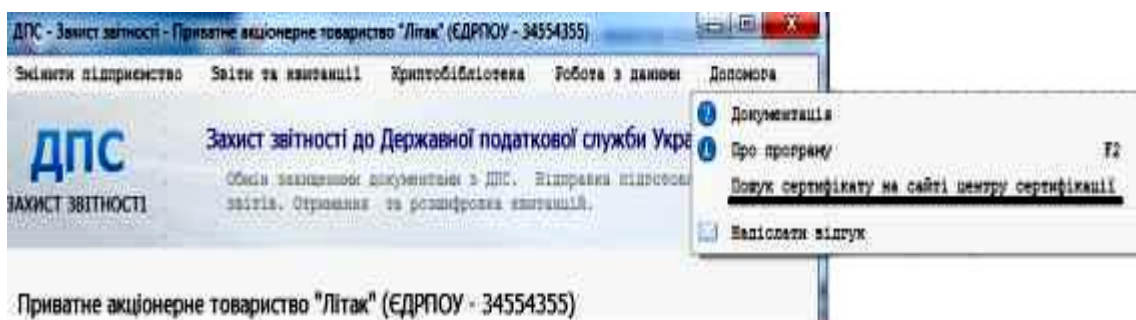 ДПС - Захист звітності - Приватне акціонерне товариство "Літак" (ЄДРПОУ - 34554355)
Змінити підприємство Звіти та квитанції Криптобібліотека Робота з даними Допомога
Документація
ДПС
Захист звітності до Державної податкової служби Укра
Про програму F2
Обмін захищеними документами з ДПС. Відправка підготов
Пошук сертифікату на сайті центру сертифікації
ЗАХИСТ ЗВІТНОСТІ
звітів. Отримання та розшифровка квитанцій.
Надіслати відгук
Приватне акціонерне товариство "Літак" (ЄДРПОУ - 34554355)